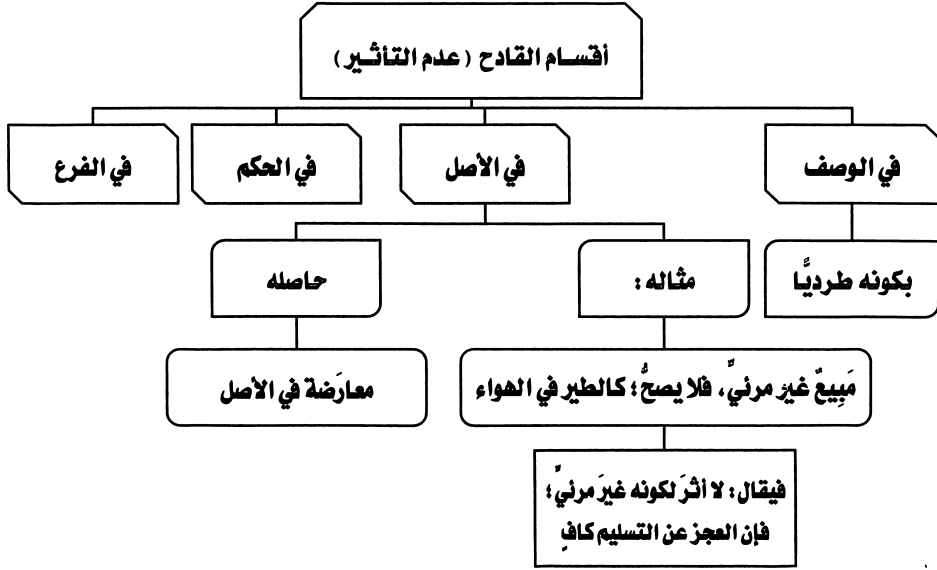 أقسام القادح (عدم التأثير)
في الوصف
في الأصل
في الحكم
في الفرع
بكونه طرديًّا
مثاله:
حاصله
مَبِيعٌ غير مرئيٍّ، فلا يصحُّ؛ كالطير في الهواء
معارَضة في الأصل
فيقال: لا أثرَ لكونه غيرَ مرئيٍّ؛
فإن العجز عن التسليم كافٍ